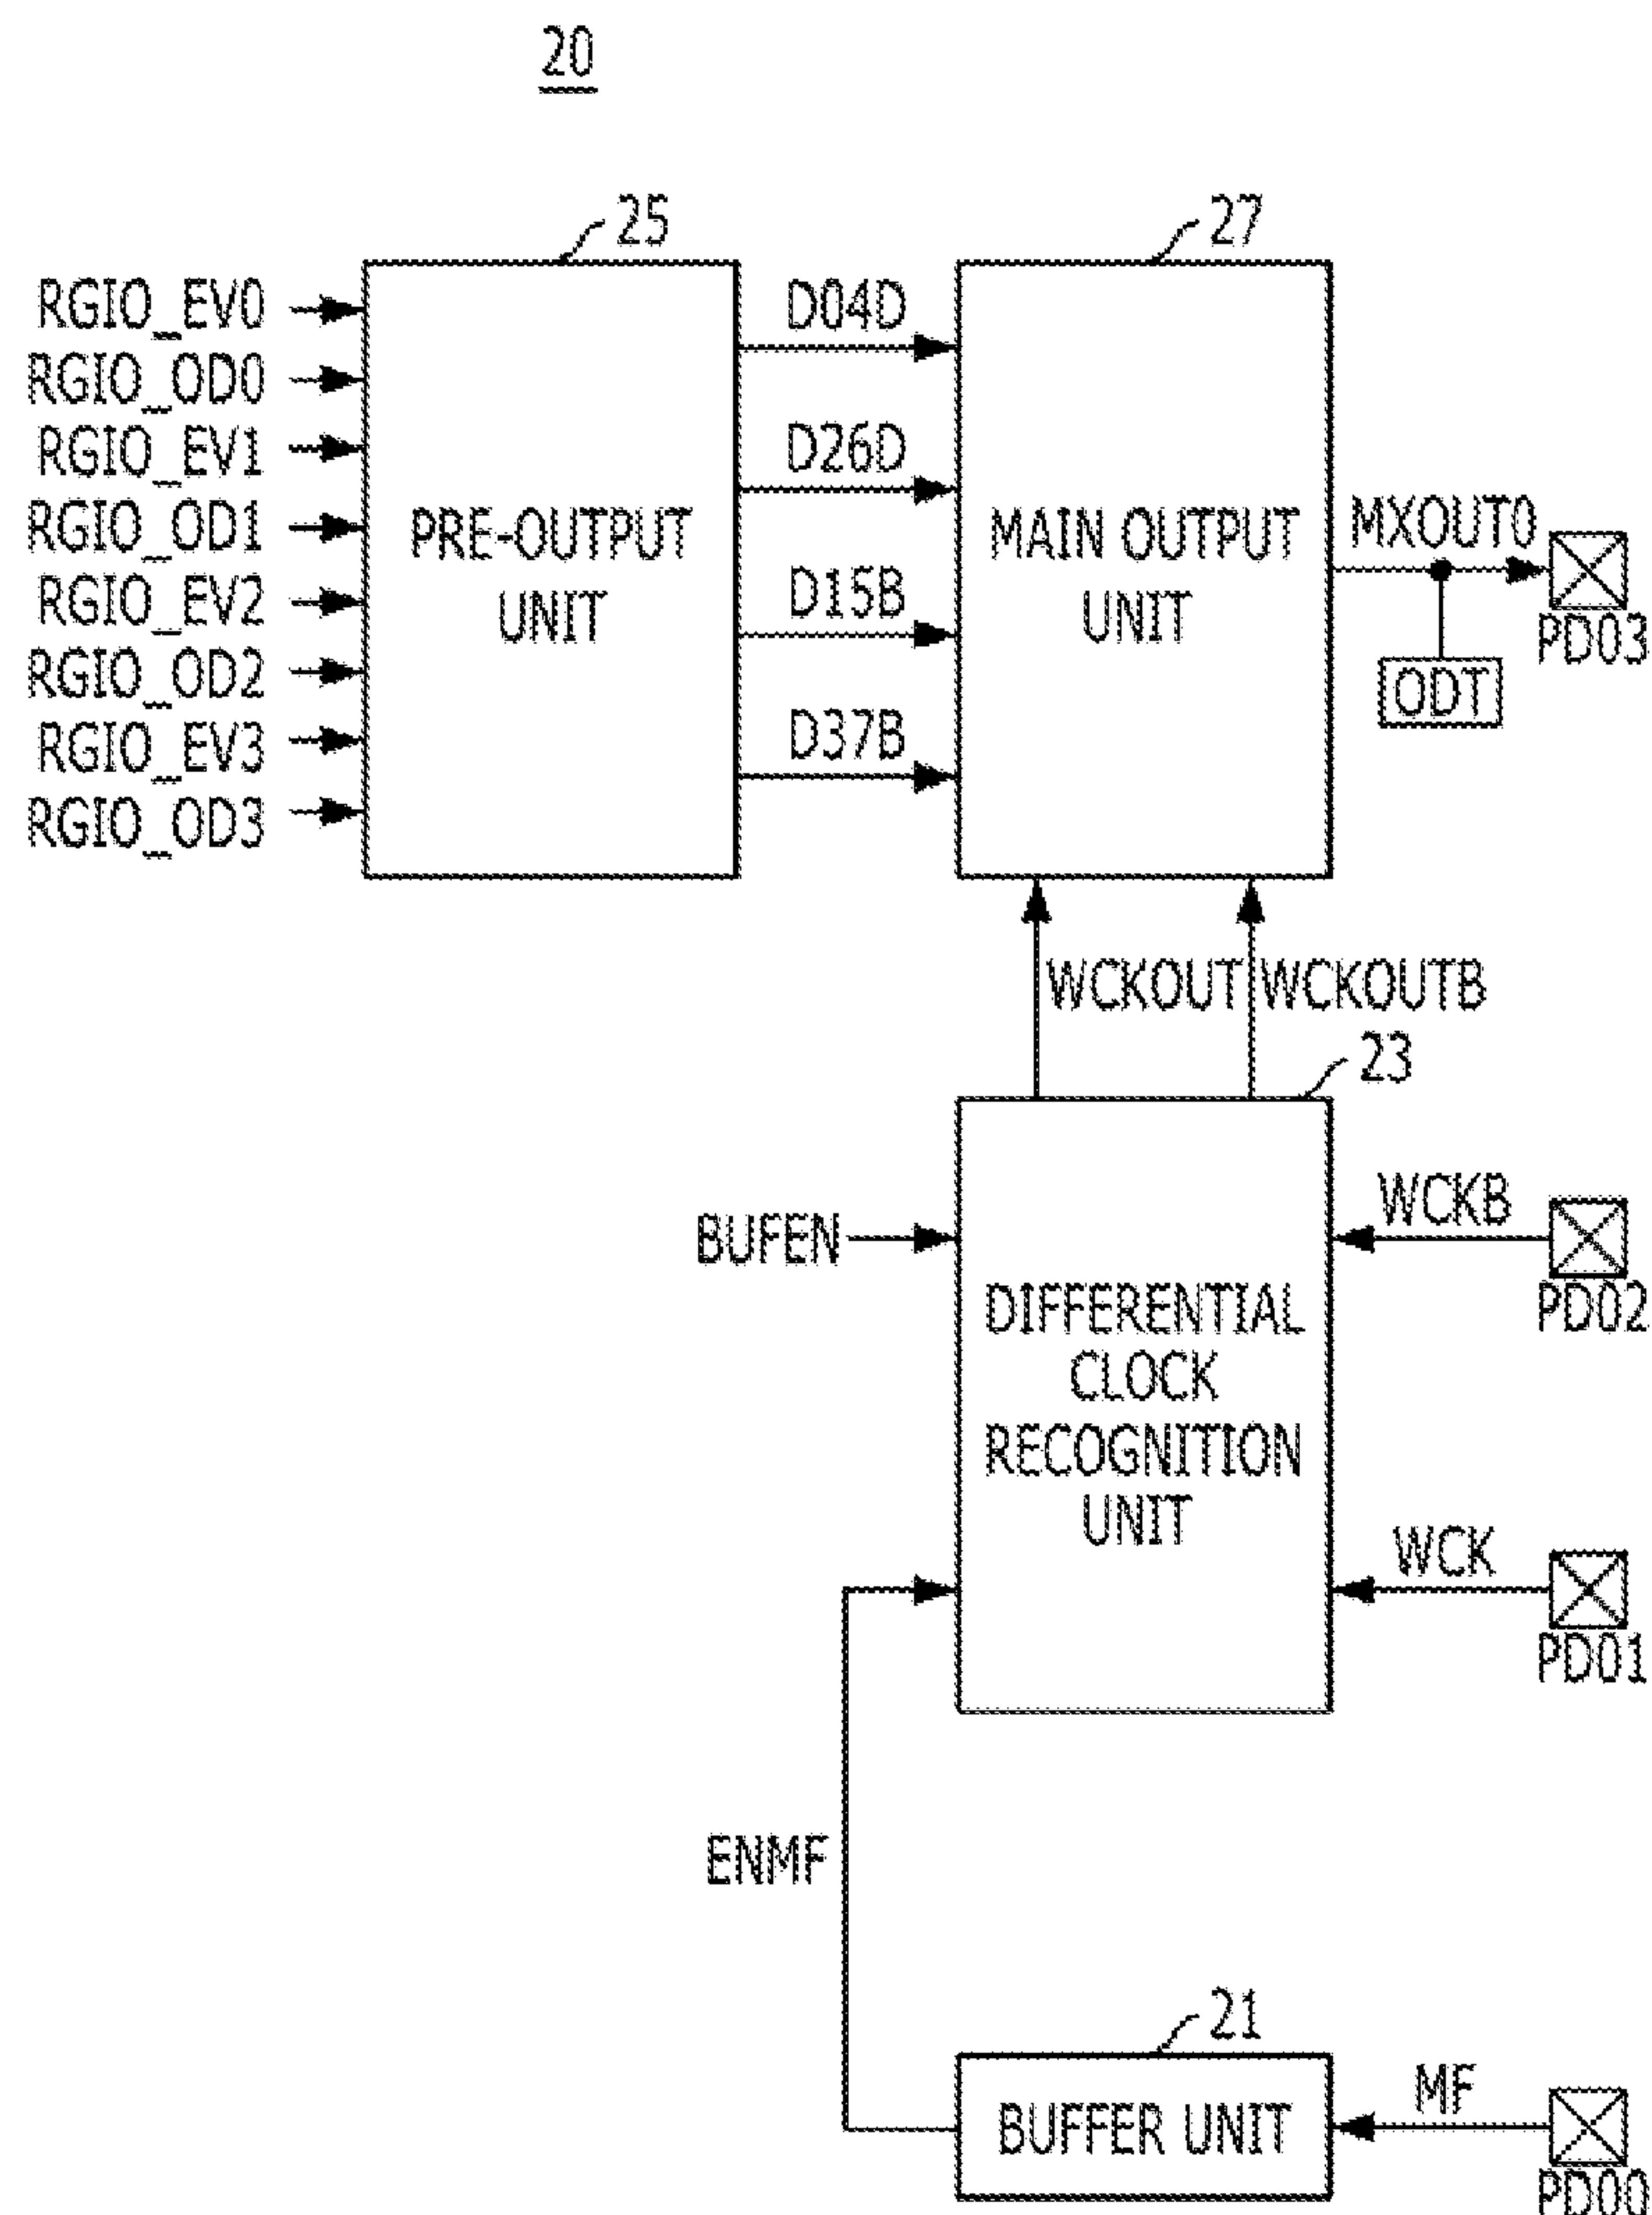 20
25
27
RGIO_EV0
RGIO_OD0
RGIO_EV1
RGIO_OD1
RGIO_EV2
RGIO_OD2
RGIO_EV3
RGIO_OD3
PRE-OUTPUT
UNIT
D04D
D26D
D15B
D37B
MAIN OUTPUT
UNIT
MXOUT0
PD03
ODT
WCKOUT
WCKOUTB
23
BUFEN
DIFFERENTIAL
CLOCK
RECOGNITION
UNIT
WCKB
PD02
WCK
PD01
ENMF
21
BUFFER UNIT
MF
PD00